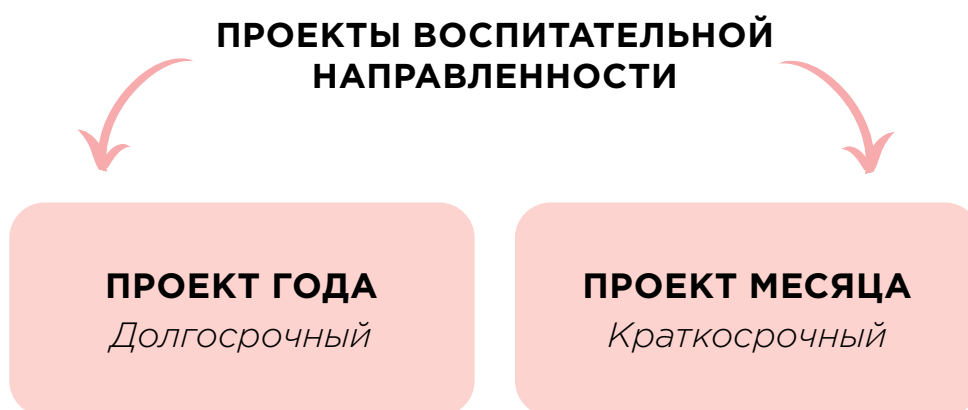 ПРОЕКТЫ ВОСПИТАТЕЛЬНОЙ
НАПРАВЛЕННОСТИ
ПРОЕКТ ГОДА
Долгосрочный
ПРОЕКТ МЕСЯЦА
Краткосрочный